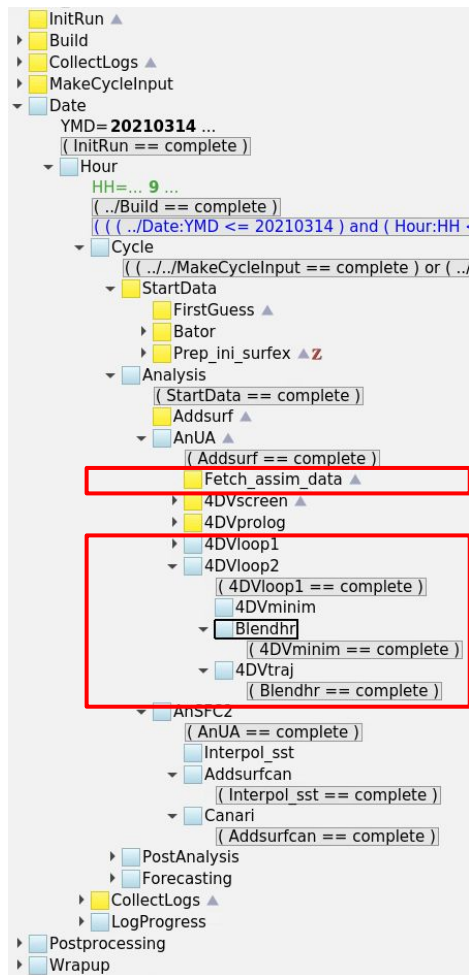 InitRun
Build
CollectLogs
MakeCycleInput
Date
YMD=20210314 ...
( InitRun == complete )
Hour
HH=... 9 ...
( ../Build == complete )
( ( ( ../Date:YMD <= 20210314 ) and ( Hour:HH <
Cycle
( ( ../../MakeCycleInput == complete ) or ( ../
StartData
FirstGuess
Bator
Prep_ini_surfex Z
Analysis
( StartData == complete )
Addsurf
AnUA
( Addsurf == complete )
Fetch_assim_data
4DVscreen
4DVprolog
4DVloop1
4DVloop2
( 4DVloop1 == complete )
4DVminim
Blendhr
( 4DVminim == complete )
4DVtraj
( Blendhr == complete )
AnSFC2
( AnUA == complete )
Interpol_sst
Addsurfcan
( Interpol_sst == complete )
Canari
( Addsurfcan == complete )
PostAnalysis
Forecasting
CollectLogs
LogProgress
Postprocessing
Wrapup